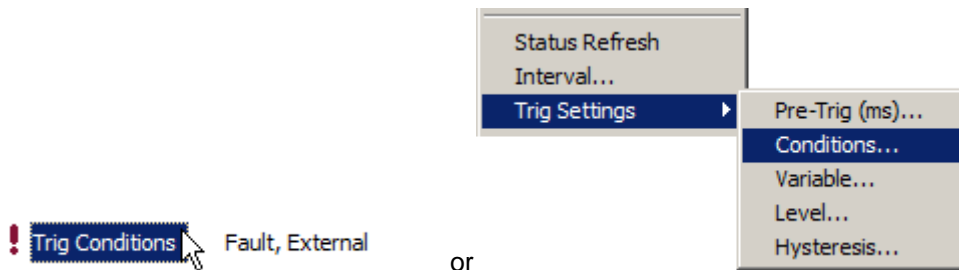 Status Refresh
Interval...
Trig Settings
Pre-Trig (ms)...
Conditions...
Variable...
Level...
Hysteresis...
! Trig Conditions Fault, External
or